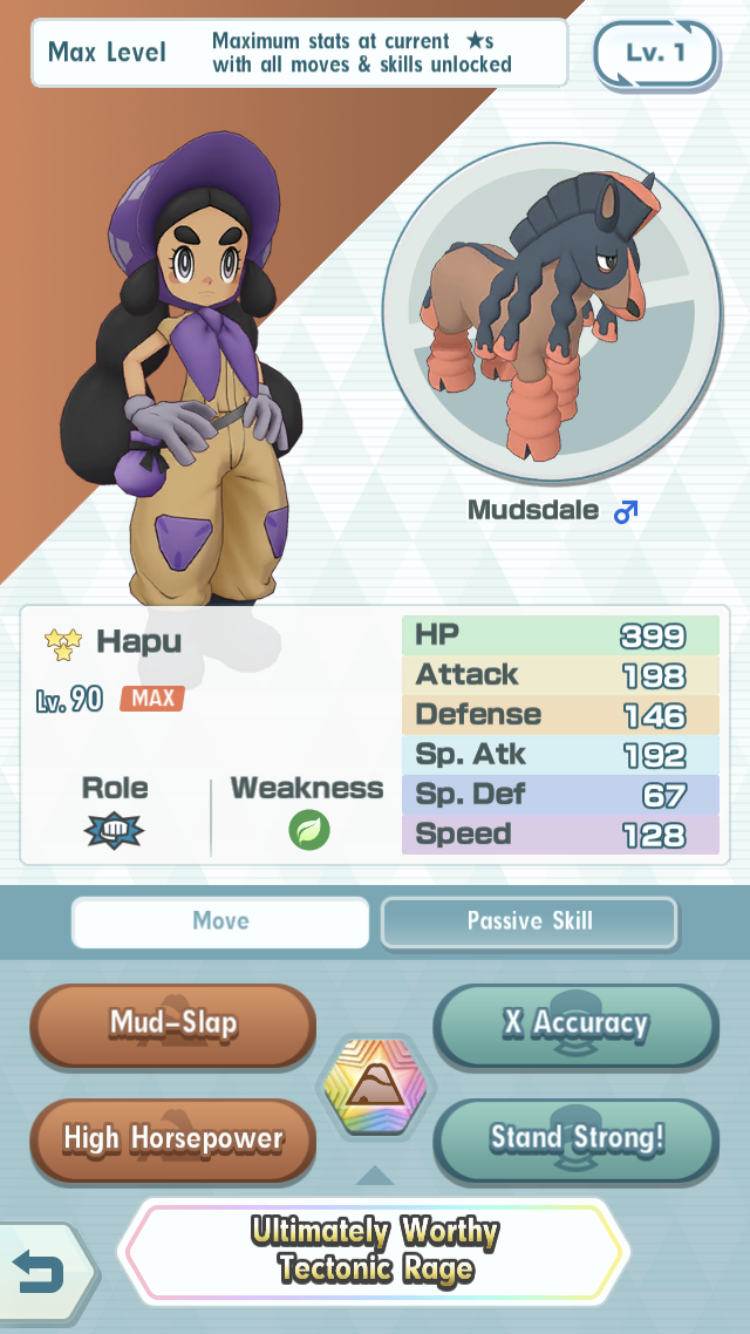 Max Level
Maximum stats at current ★s
with all moves & skills unlocked
Lv. 1
Mudsdale ♂
Hapu
Lv. 90 MAX
Role
Weakness
HP 399
Attack 198
Defense 146
Sp. Atk 192
Sp. Def 67
Speed 128
Move
Passive Skill
Mud-Slap
X Accuracy
High Horsepower
Stand Strong!
Ultimately Worthy
Tectonic Rage